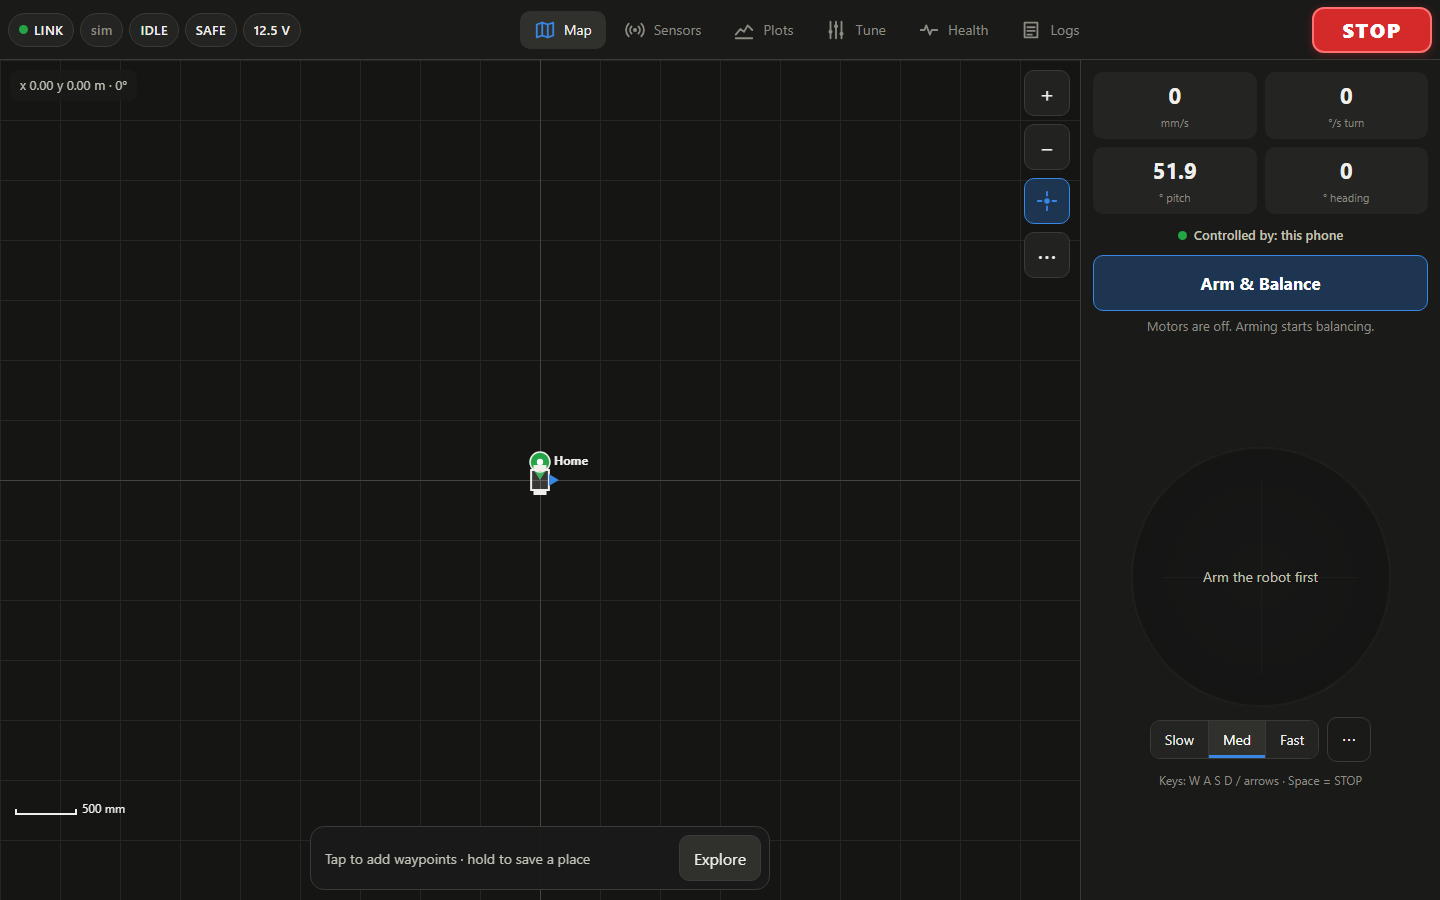 LINK
sim
IDLE
SAFE
12.5 V
Map
Sensors
Plots
Tune
Health
Logs
STOP
x 0.00 y 0.00 m · 0°
+
−
...
0
mm/s
0
°/s turn
51.9
° pitch
0
° heading
Controlled by: this phone
Arm & Balance
Motors are off. Arming starts balancing.
Home
Arm the robot first
Slow
Med
Fast
...
Keys: W A S D / arrows · Space = STOP
500 mm
Tap to add waypoints · hold to save a place
Explore